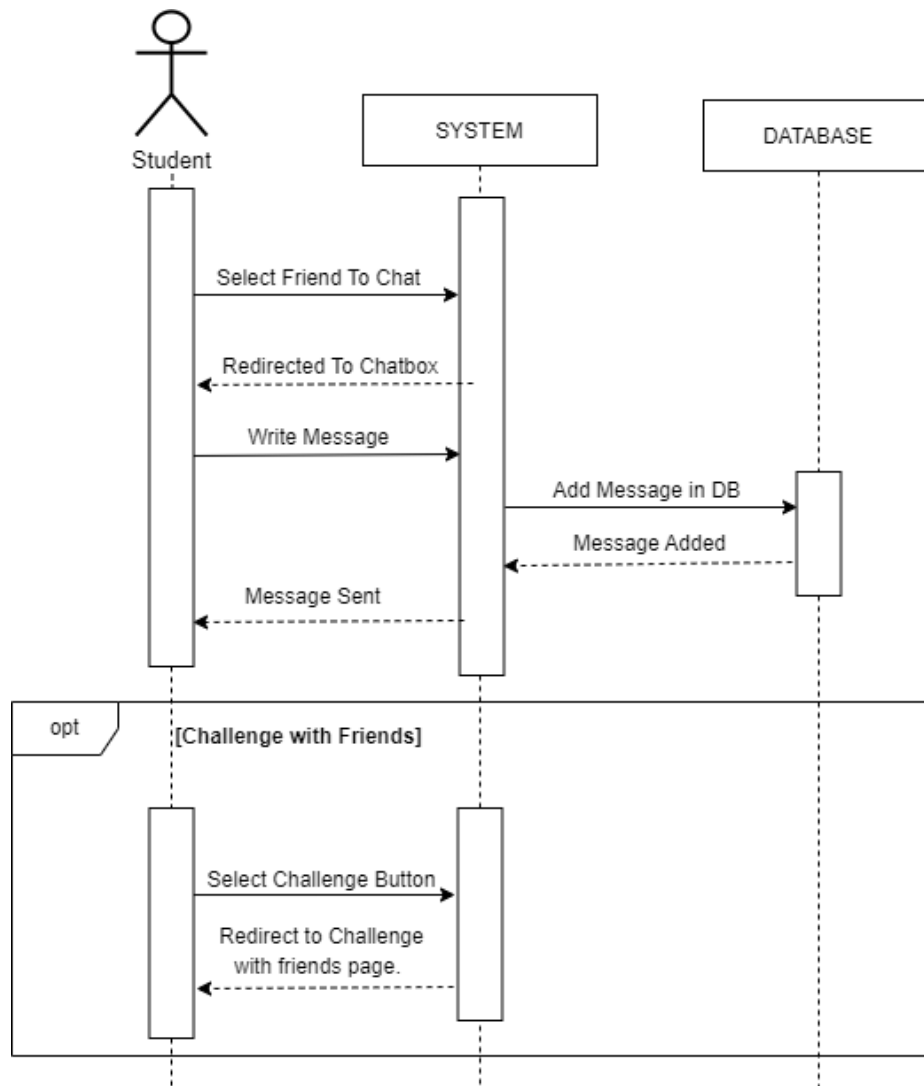 SYSTEM
DATABASE
Student
Select Friend To Chat
Redirected To Chatbox
Write Message
Add Message in DB
Message Added
Message Sent
opt
[Challenge with Friends]
Select Challenge Button
Redirect to Challenge
with friends page.